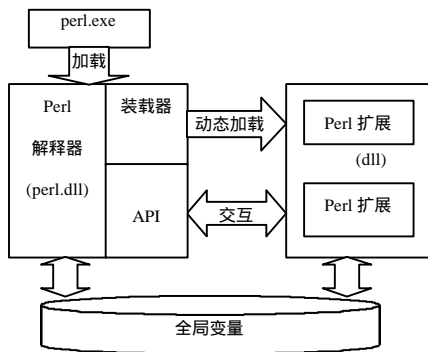 perl.exe
加载
Perl
解释器
(perl.dll)
装载器
API
动态加载
交互
Perl 扩展
(dll)
Perl 扩展
全局变量